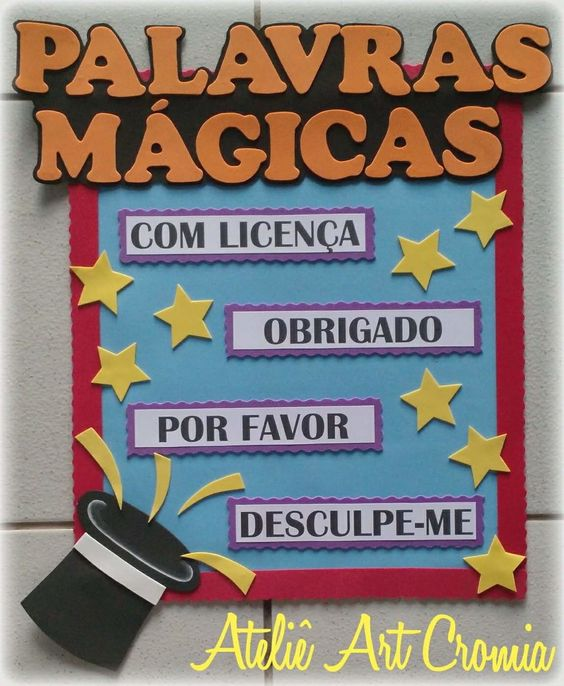 PALAVRAS
MÁGICAS
COM LICENÇA
OBRIGADO
POR FAVOR
DESCULPE-ME
Ateliê Art Cromia